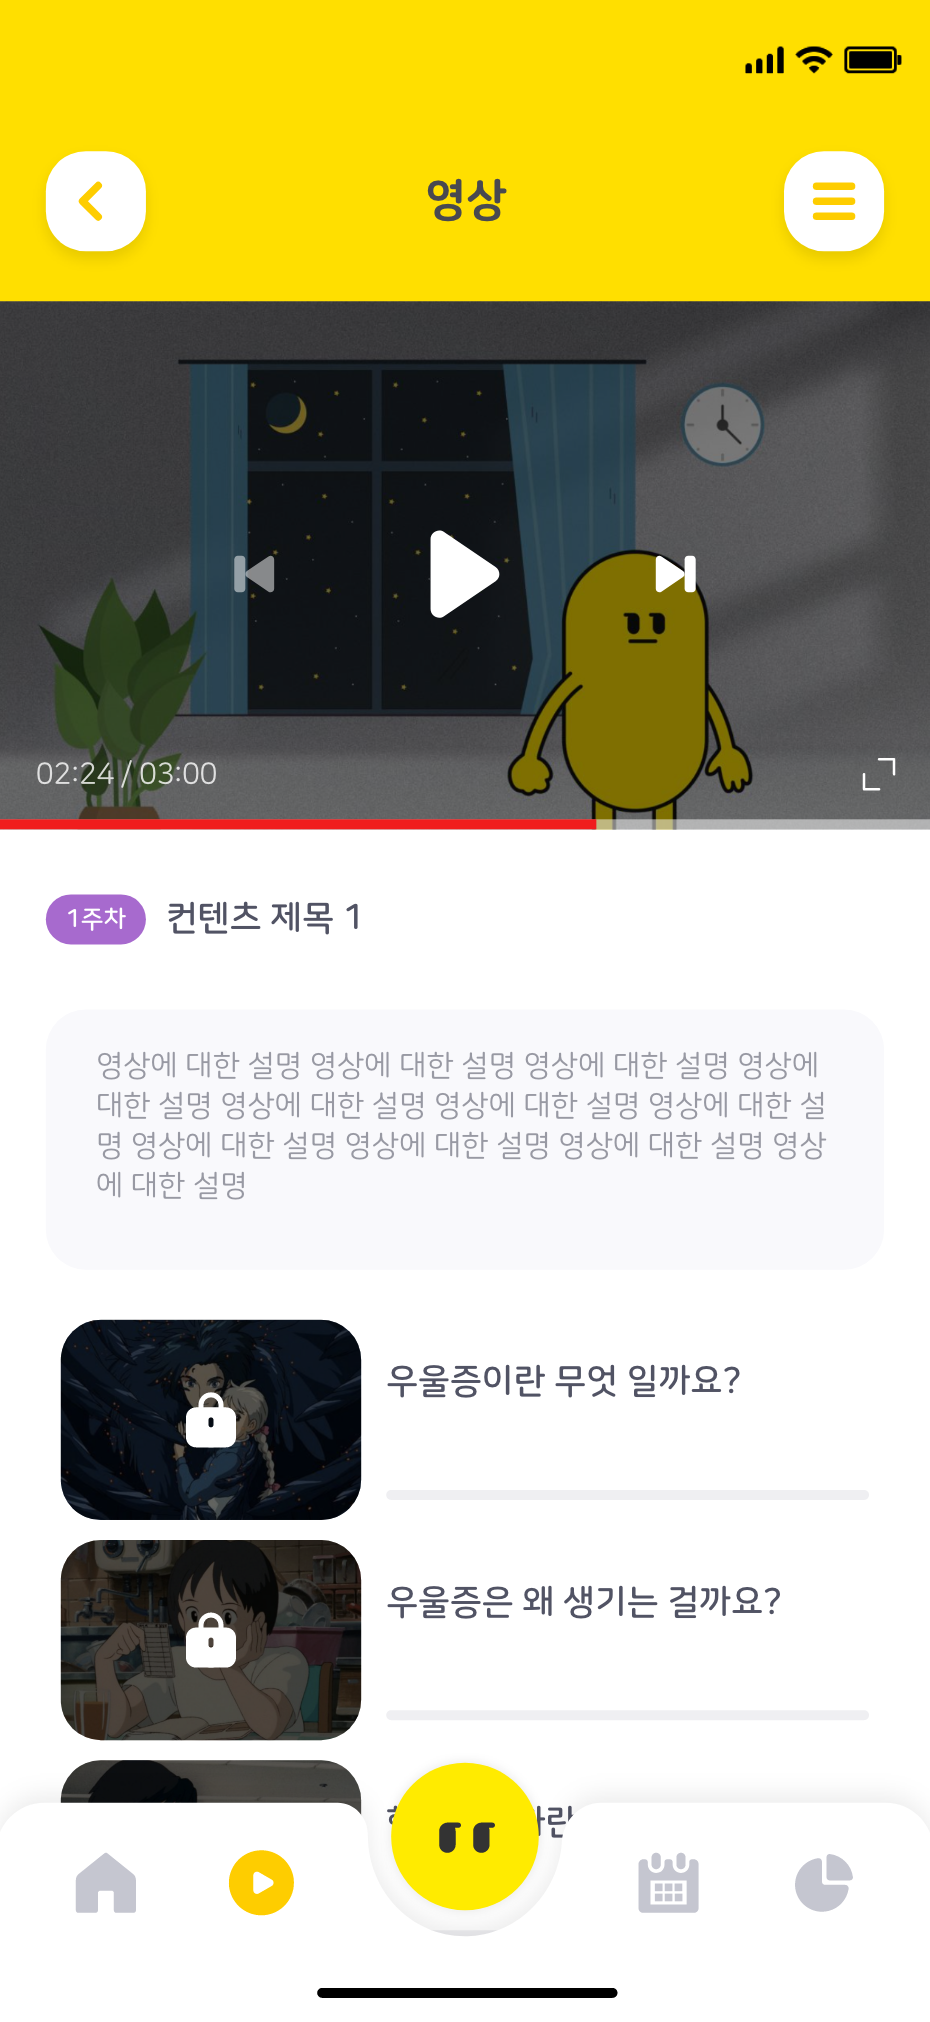 영상
02:24 / 03:00
1주차 컨텐츠 제목 1
영상에 대한 설명 영상에 대한 설명 영상에 대한 설명 영상에
대한 설명 영상에 대한 설명 영상에 대한 설명 영상에 대한 설
명 영상에 대한 설명 영상에 대한 설명 영상에 대한 설명 영상
에 대한 설명
우울증이란 무엇 일까요?
우울증은 왜 생기는 걸까요?